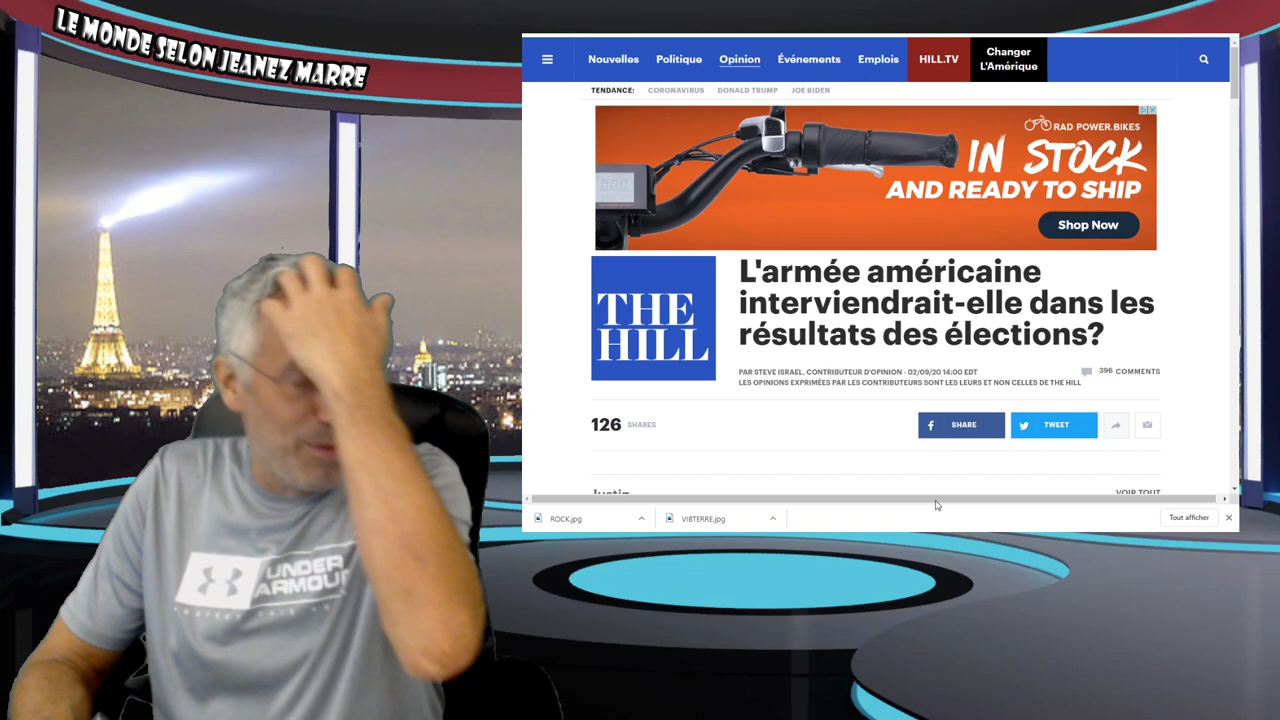 LE MONDE SELON JEANEZ MARRE
Nouvelles Politique Opinion Événements Emplois HILL.TV Changer L'Amérique
TENDANCE: CORONAVIRUS DONALD TRUMP JOE BIDEN
RAD POWER BIKES
IN STOCK
AND READY TO SHIP
Shop Now
THE
HILL
L'armée américaine
interviendrait-elle dans les
résultats des élections?
PAR STEVE ISRAEL, CONTRIBUTEUR D'OPINION - 02/09/20 14:00 EDT
396 COMMENTS
LES OPINIONS EXPRIMÉES PAR LES CONTRIBUTEURS SONT LES LEURS ET NON CELLES DE THE HILL
126 SHARES
SHARE
TWEET
VOIR TOUT
ROCK.jpg
VIBTERRE.jpg
Tout afficher
UNDER
ARMOUR